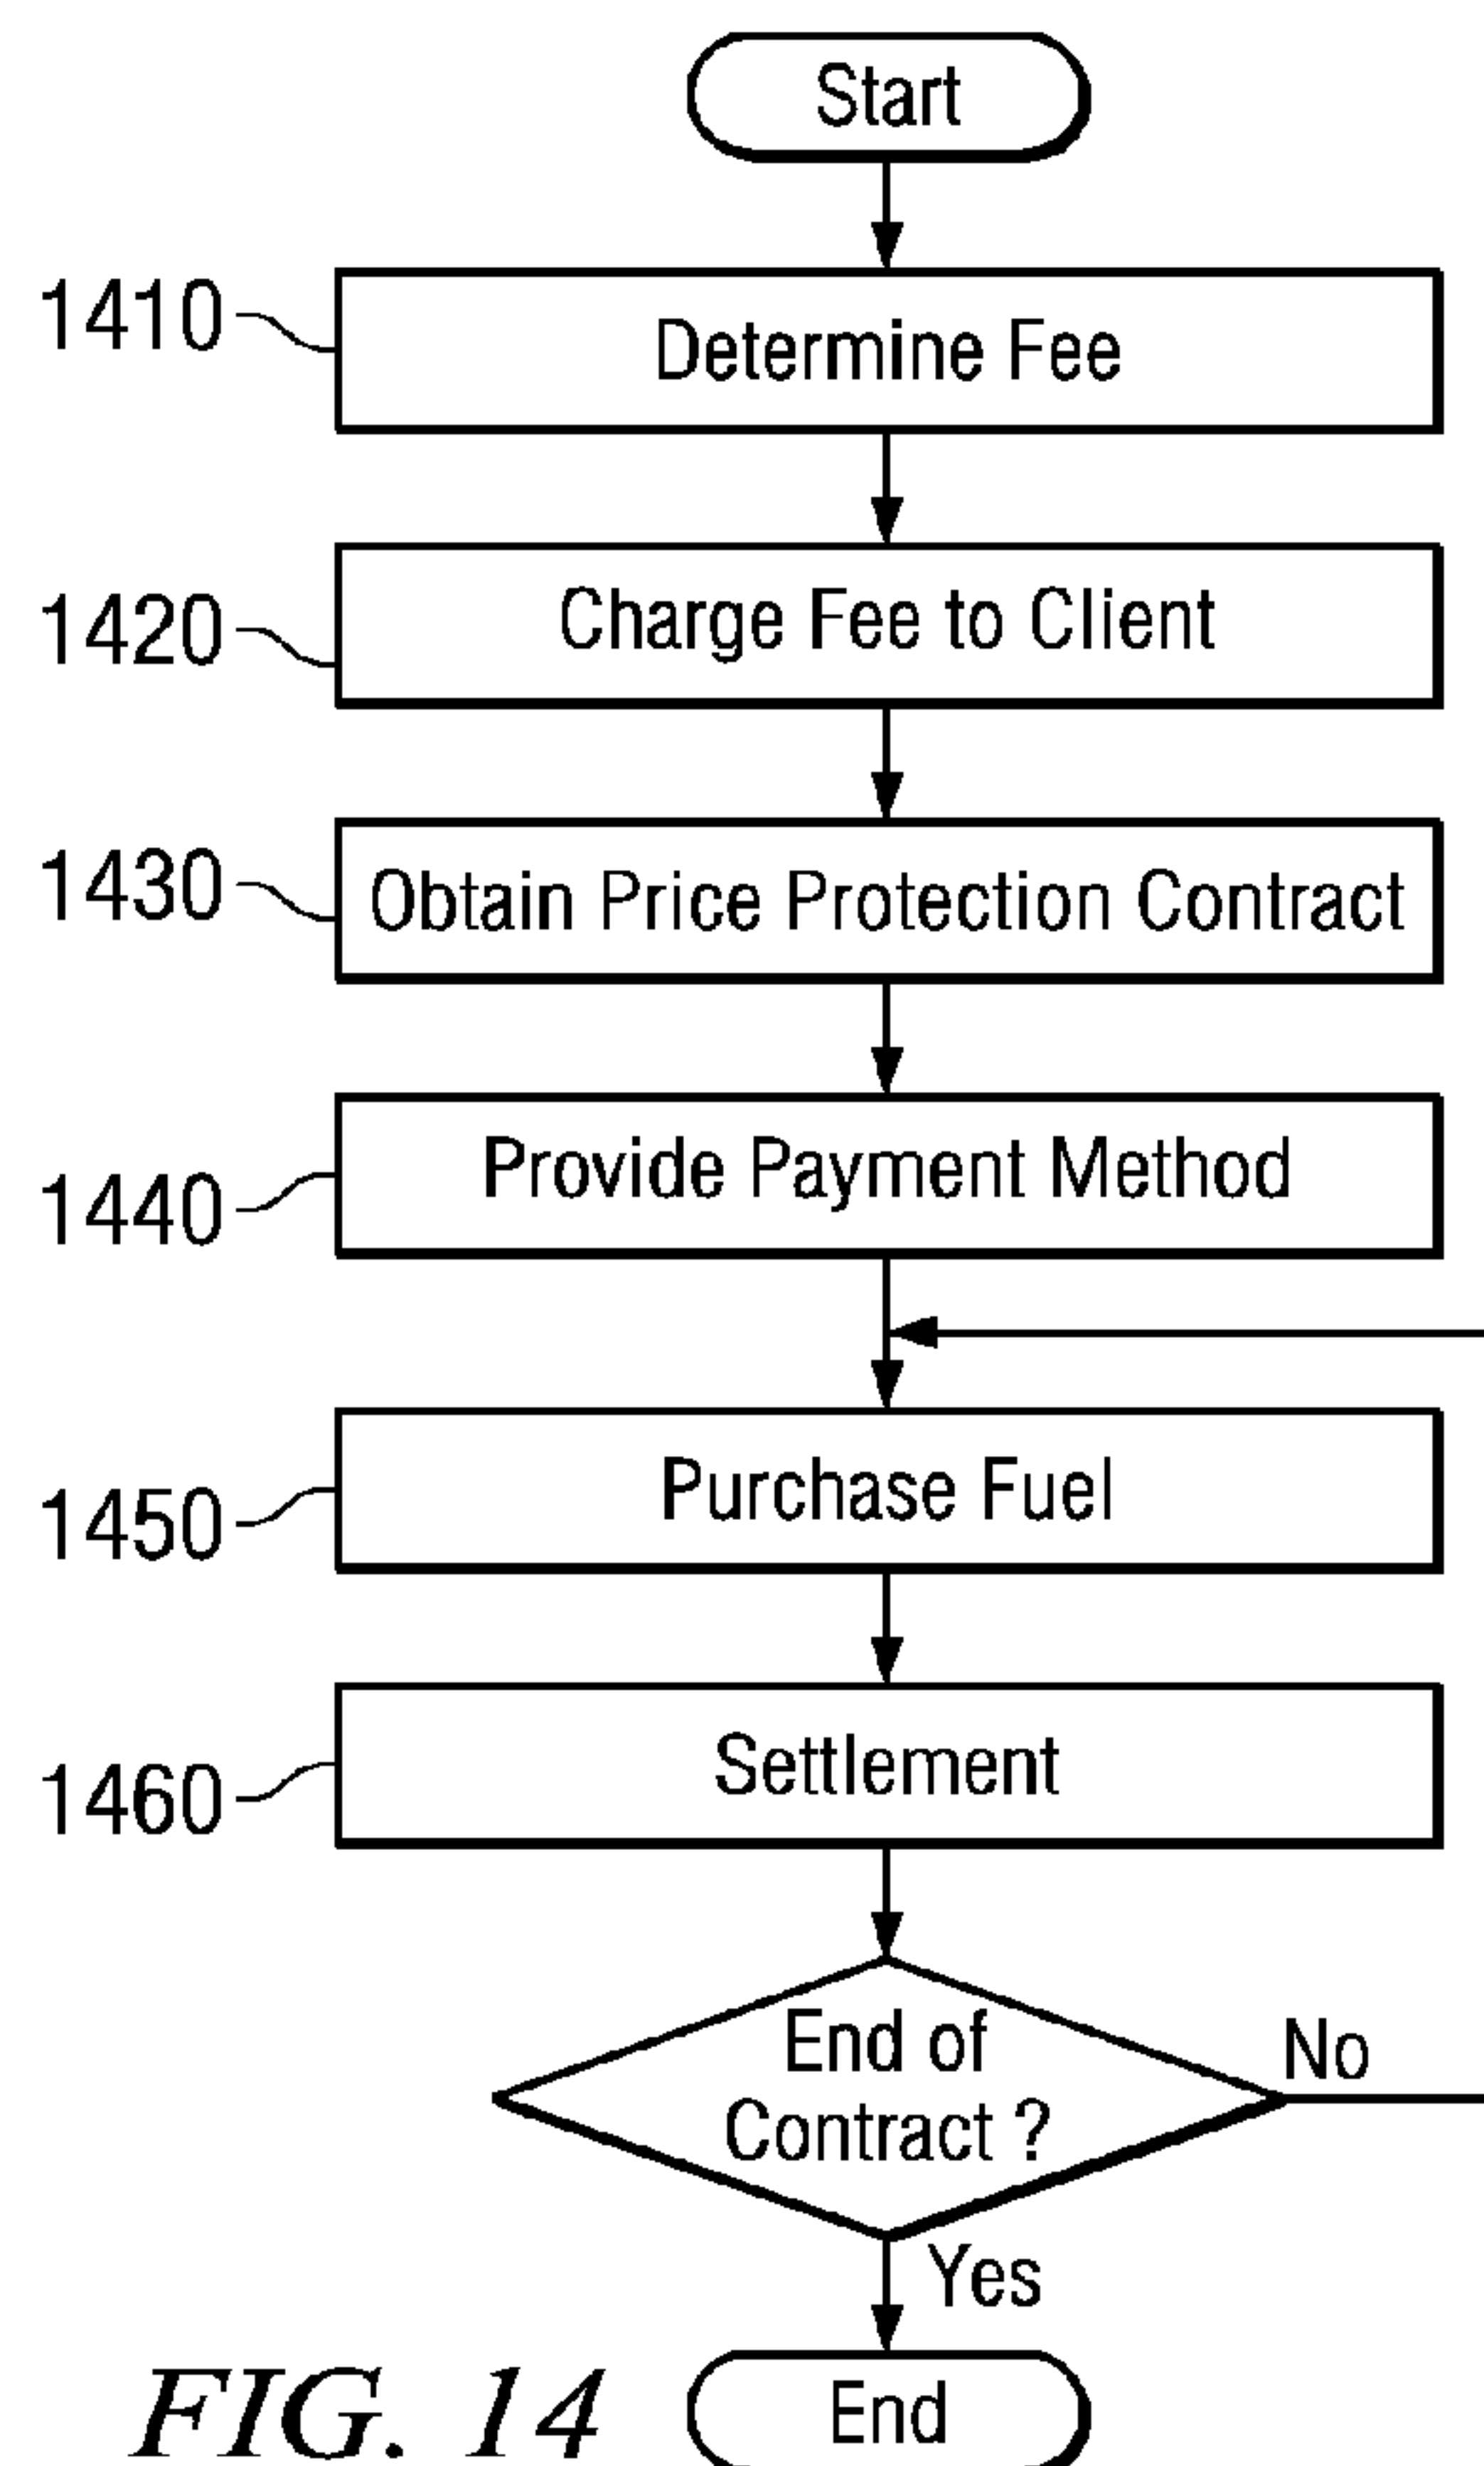 Start
1410
Determine Fee
1420
Charge Fee to Client
1430
Obtain Price Protection Contract
1440
Provide Payment Method
1450
Purchase Fuel
1460
Settlement
End of
Contract ?
No
Yes
End
FIG. 14